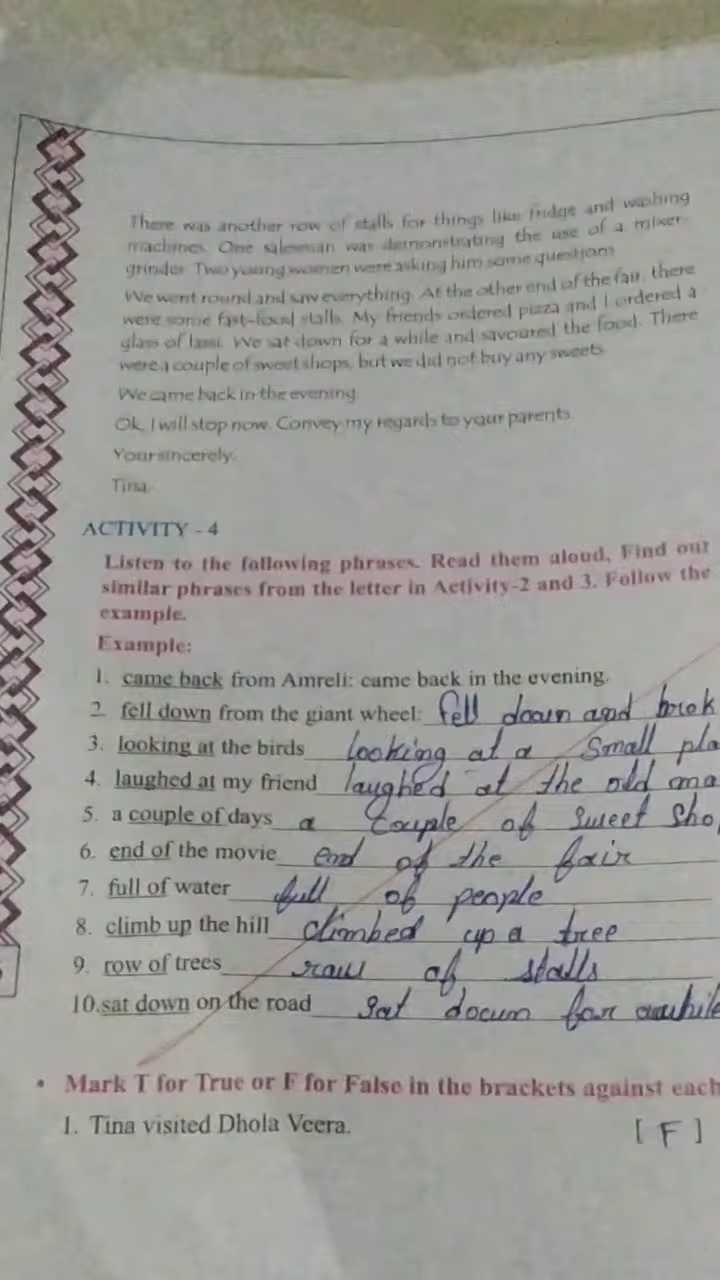 There was another row of stalls for things like fridge and washing
machines. One salesman was demonstrating the use of a mixer-
grinder. Two young women were asking him some questions.
We went round and saw everything. At the other end of the fair, there
were some fast-food stalls. My friends ordered pizza and I ordered a
glass of lassi. We sat down for a while and savoured the food. There
were a couple of sweet shops, but we did not buy any sweets.
We came back in the evening.
Ok, I will stop now. Convey my regards to your parents.
Your sincerely,
Tina.
ACTIVITY - 4
Listen to the following phrases. Read them aloud, Find out
similar phrases from the letter in Activity-2 and 3. Follow the
example.
Example:
1. came back from Amreli: came back in the evening.
2. fell down from the giant wheel: fell down and brok
3. looking at the birds looking at a small pla
4. laughed at my friend laughed at the old ma
5. a couple of days a couple of sweet sho
6. end of the movie end of the fair
7. full of water full of people
8. climb up the hill climbed up a tree
9. row of trees raw of stalls
10.sat down on the road sat down for awhile
• Mark T for True or F for False in the brackets against each
1. Tina visited Dhola Veera. [ F ]